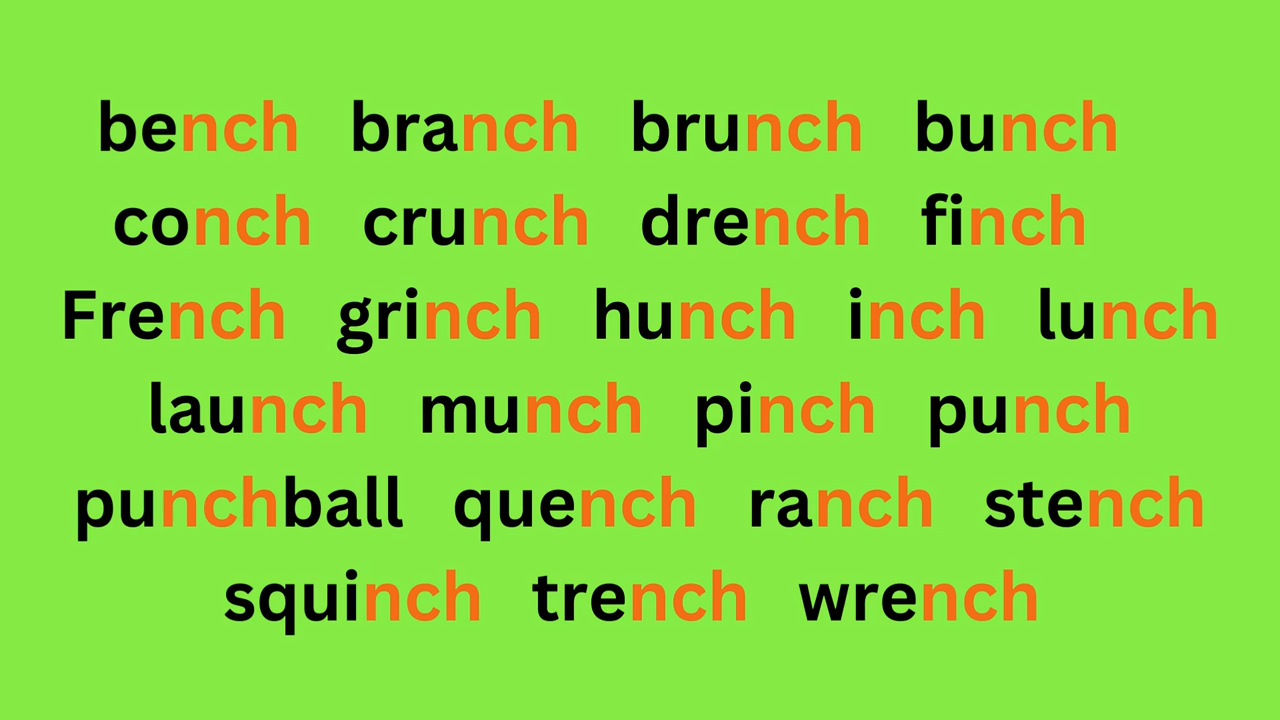 bench branch brunch bunch
conch crunch drench finch
French grinch hunch inch lunch
launch munch pinch punch
punchball quench ranch stench
squinch trench wrench